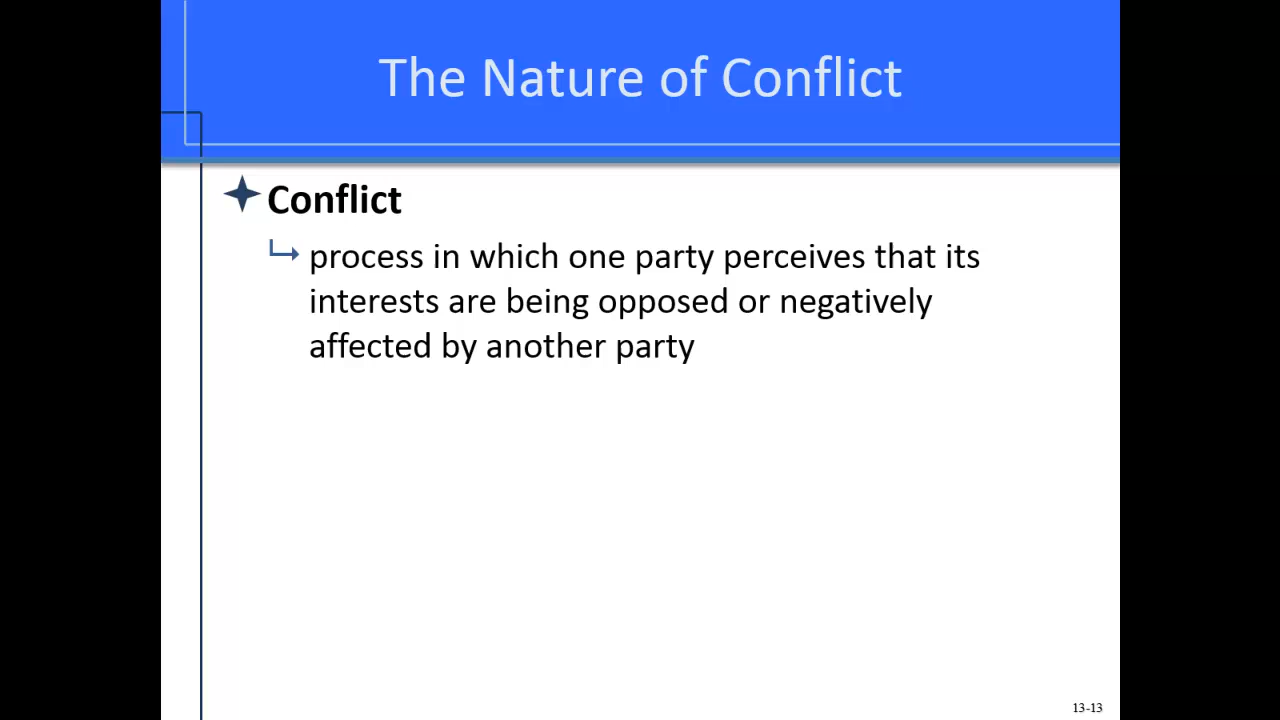 The Nature of Conflict
Conflict
process in which one party perceives that its
interests are being opposed or negatively
affected by another party
13-13